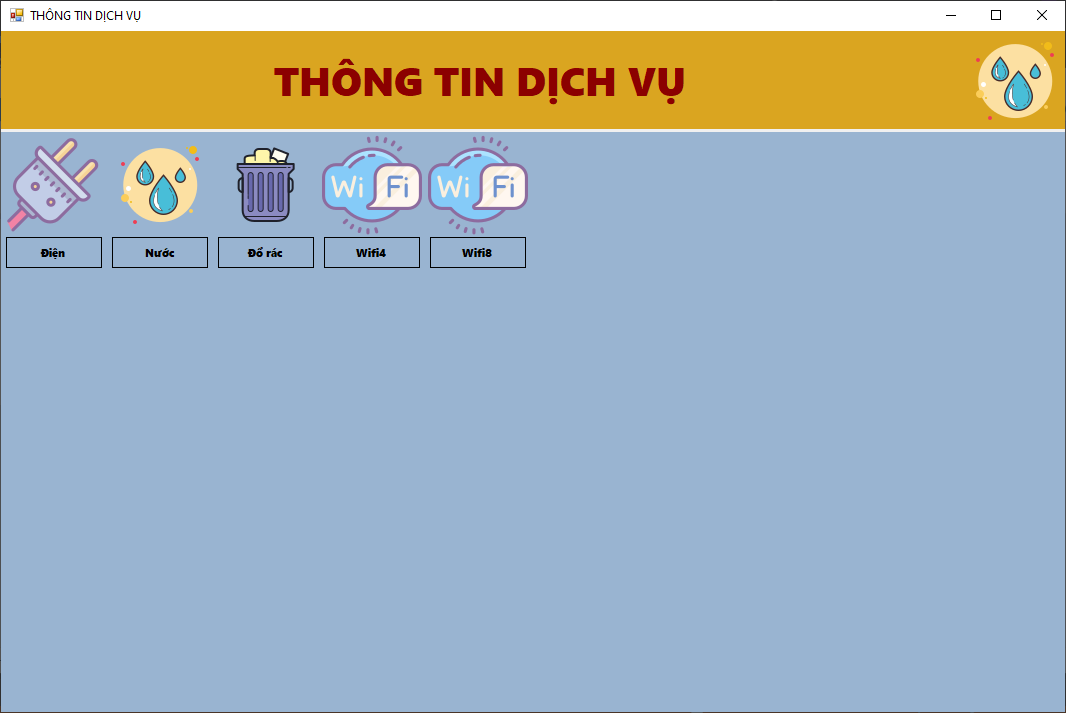 THÔNG TIN DỊCH VỤ
THÔNG TIN DỊCH VỤ
Wi Fi Wi Fi
Điện Nước Đổ rác Wifi4 Wifi8